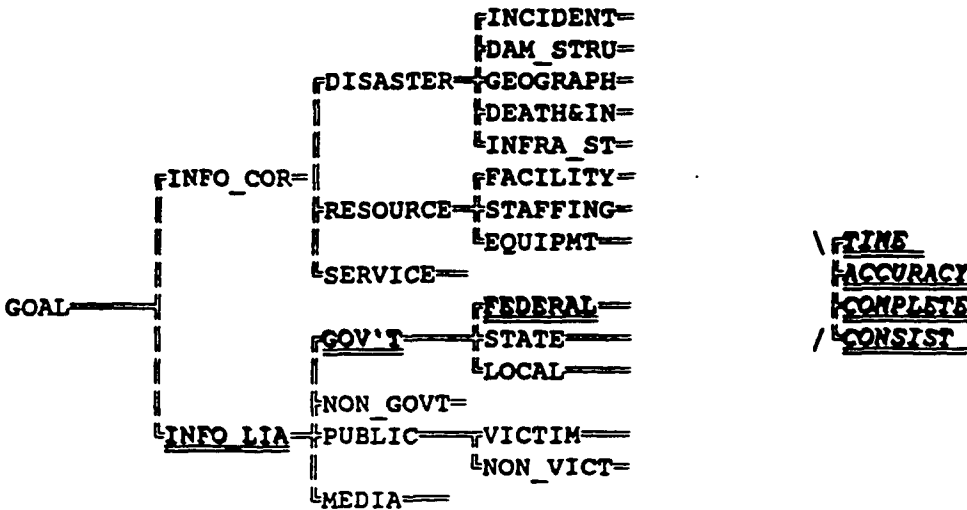 INCIDENT
DAM_STRU
DISASTER GEOGRAPH
DEATH&IN
INFRA_ST
INFO_COR FACILITY
RESOURCE STAFFING
EQUIPMT \ TIME
SERVICE ACCURACY
GOAL FEDERAL COMPLETE
GOV'T STATE / CONSIST
LOCAL
NON_GOVT
INFO_LIA PUBLIC VICTIM
NON_VICT
MEDIA